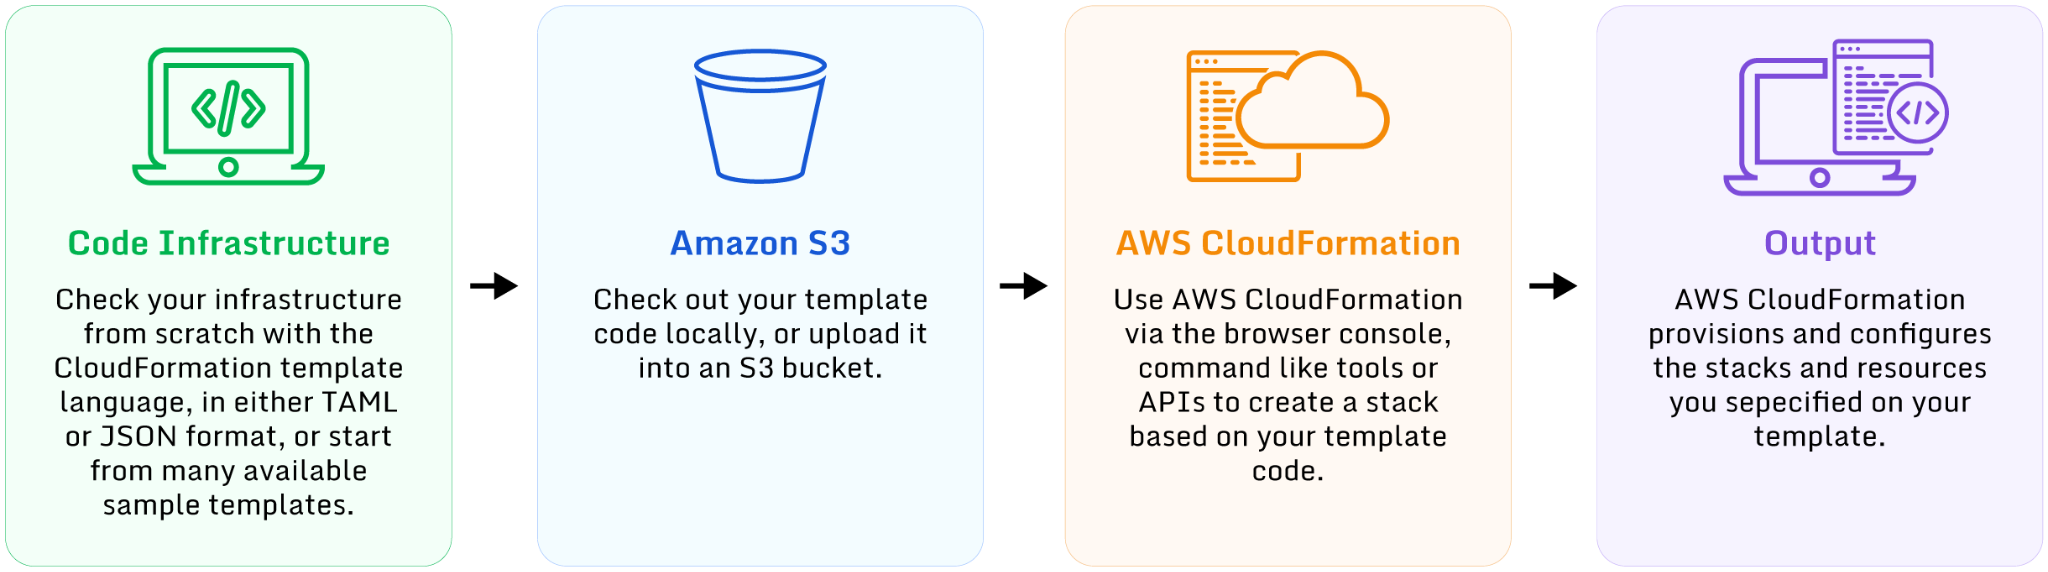 Code Infrastructure
Check your infrastructure
from scratch with the
CloudFormation template
language, in either TAML
or JSON format, or start
from many available
sample templates.
Amazon S3
Check out your template
code locally, or upload it
into an S3 bucket.
AWS CloudFormation
Use AWS CloudFormation
via the browser console,
command like tools or
APIs to create a stack
based on your template
code.
Output
AWS CloudFormation
provisions and configures
the stacks and resources
you sepecified on your
template.